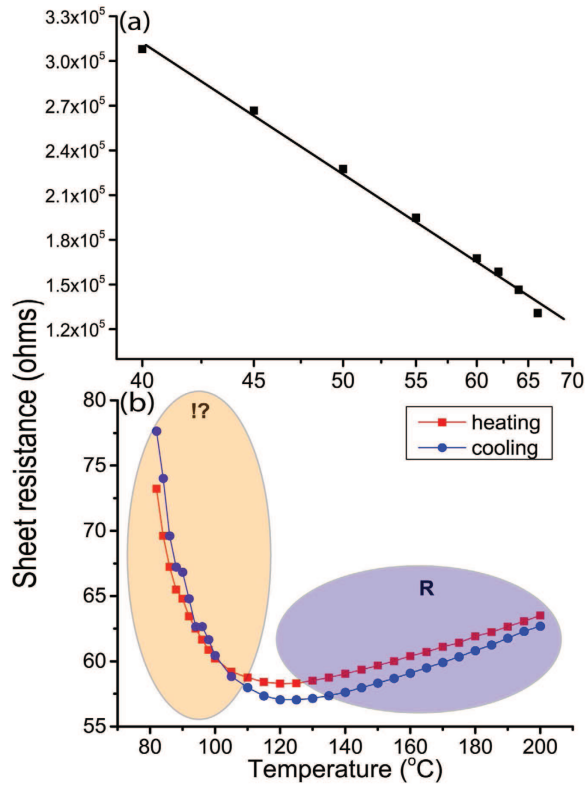 (a)
3.3x10⁵
3.0x10⁵
2.7x10⁵
2.4x10⁵
2.1x10⁵
1.8x10⁵
1.5x10⁵
1.2x10⁵
40 45 50 55 60 65 70
Sheet resistance (ohms)
(b)
!?
heating
cooling
R
80
75
70
65
60
55
80 100 120 140 160 180 200
Temperature (°C)